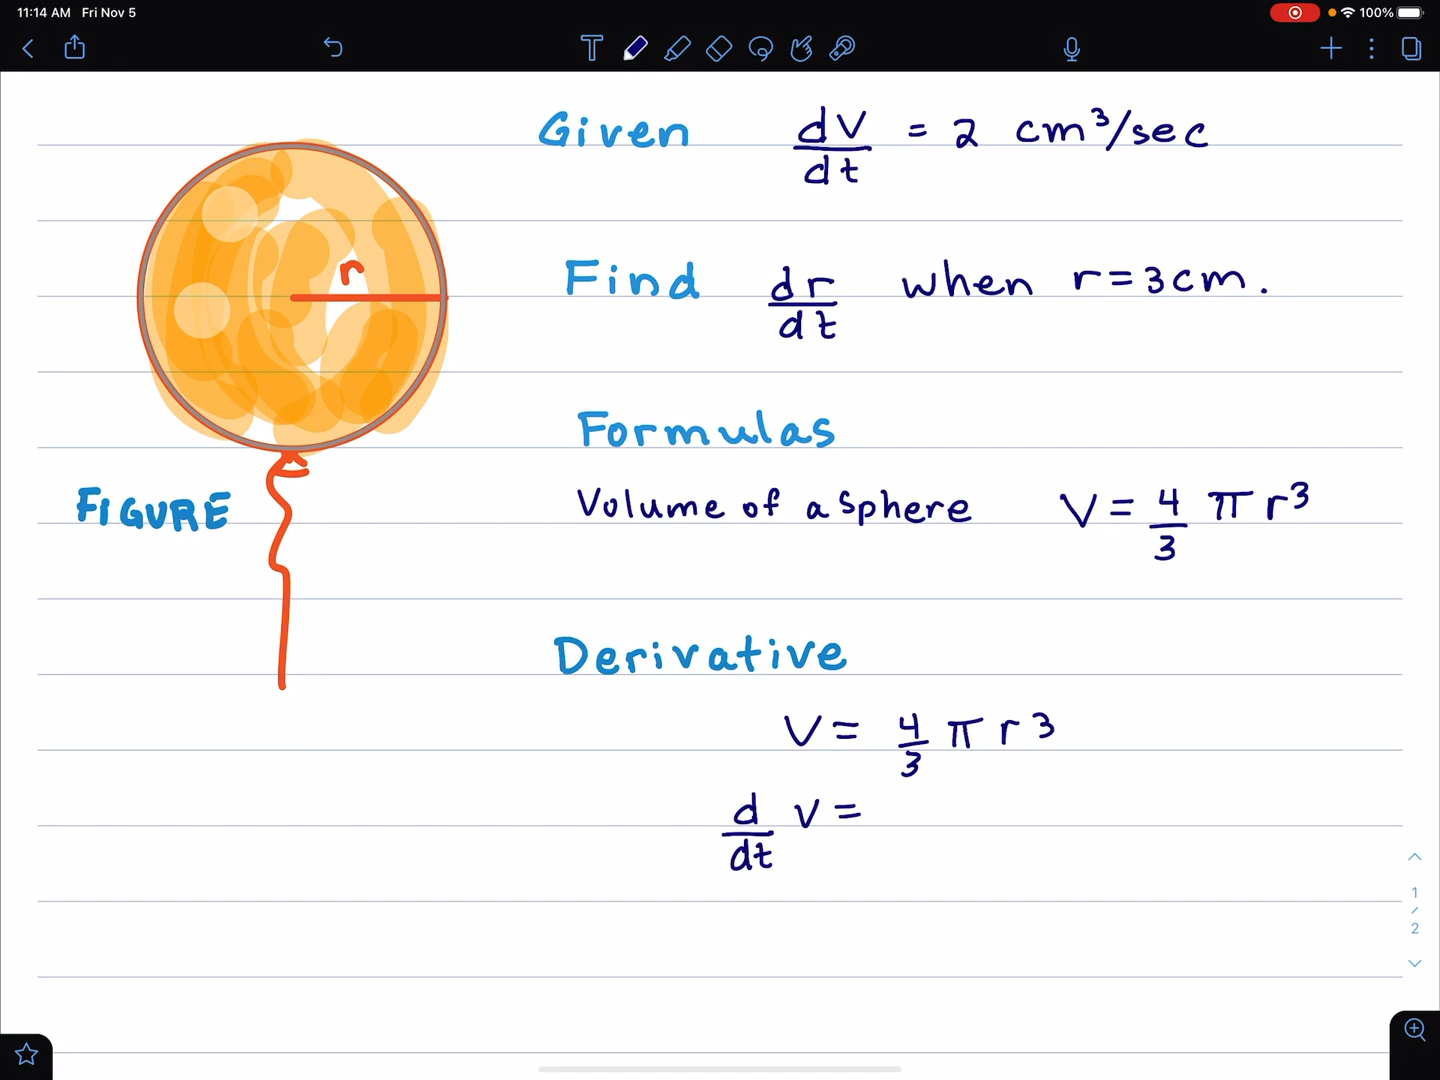 11:14 AM Fri Nov 5 100%
T
Given dV/dt = 2 cm³/sec
r
Find dr/dt when r=3cm.
Formulas
FIGURE
Volume of a sphere V = 4/3 π r³
Derivative
V = 4/3 π r³
d/dt V =
1
/
2